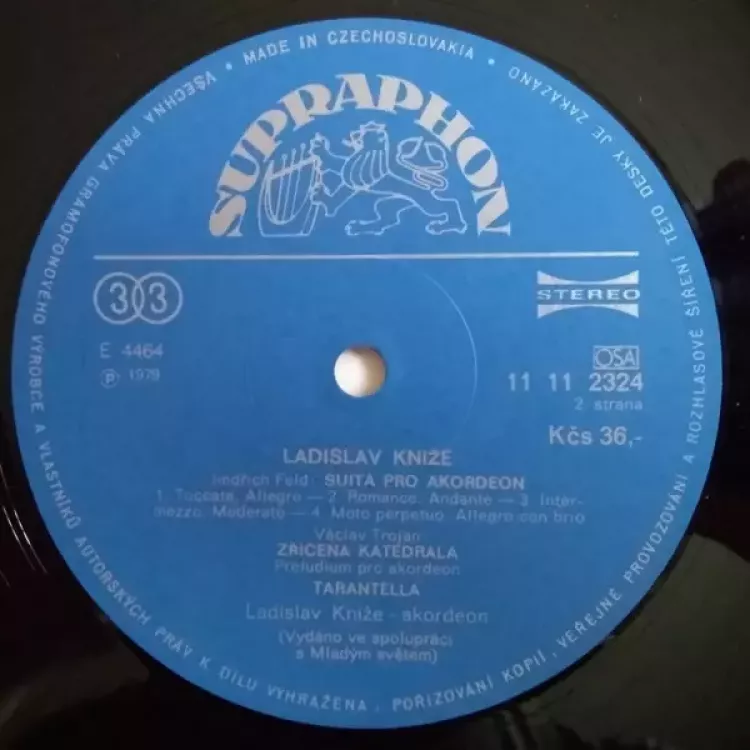 • MADE IN CZECHOSLOVAKIA •
VŠECHNA PRÁVA GRAMOFONOVÉHO VÝROBCE A VLASTNÍKŮ AUTORSKÝCH PRÁV K DÍLU VYHRAŽENA. POŘIZOVÁNÍ KOPIÍ, VEŘEJNÉ PROVOZOVÁNÍ A ROZHLASOVÉ ŠÍŘENÍ TÉTO DESKY JE ZAKÁZÁNO
SUPRAPHON
33
STEREO
E 4464
OSA
℗ 1979
11 11 2324
2. strana
Kčs 36,-
LADISLAV KNIŽE
Jindřich Feld: SUITA PRO AKORDEON
1. Toccata. Allegro — 2. Romance. Andante — 3. Inter-
mezzo. Moderato — 4. Moto perpetuo. Allegro con brio
Václav Trojan
ZŘÍCENÁ KATEDRÁLA
Preludium pro akordeon
TARANTELLA
Ladislav Kníže - akordeon
(Vydáno ve spolupráci
s Mladým světem)